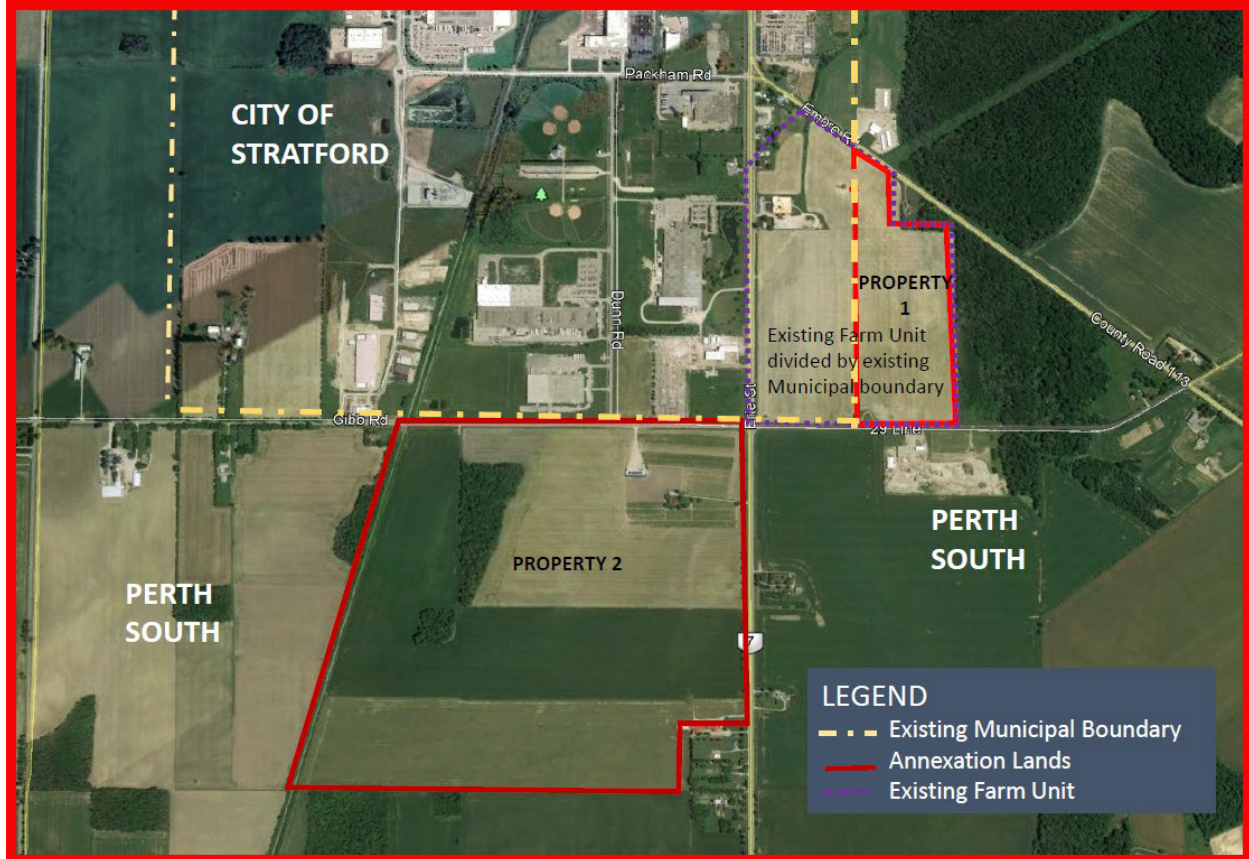 Packham Rd
CITY OF
STRATFORD
Embro Rd
PROPERTY
1
Existing Farm Unit
divided by existing
Municipal boundary
Dunn Rd
County Road 113
Erie St
Gibb Rd
29 Line
PERTH
SOUTH
PROPERTY 2
PERTH
SOUTH
7
LEGEND
Existing Municipal Boundary
Annexation Lands
Existing Farm Unit